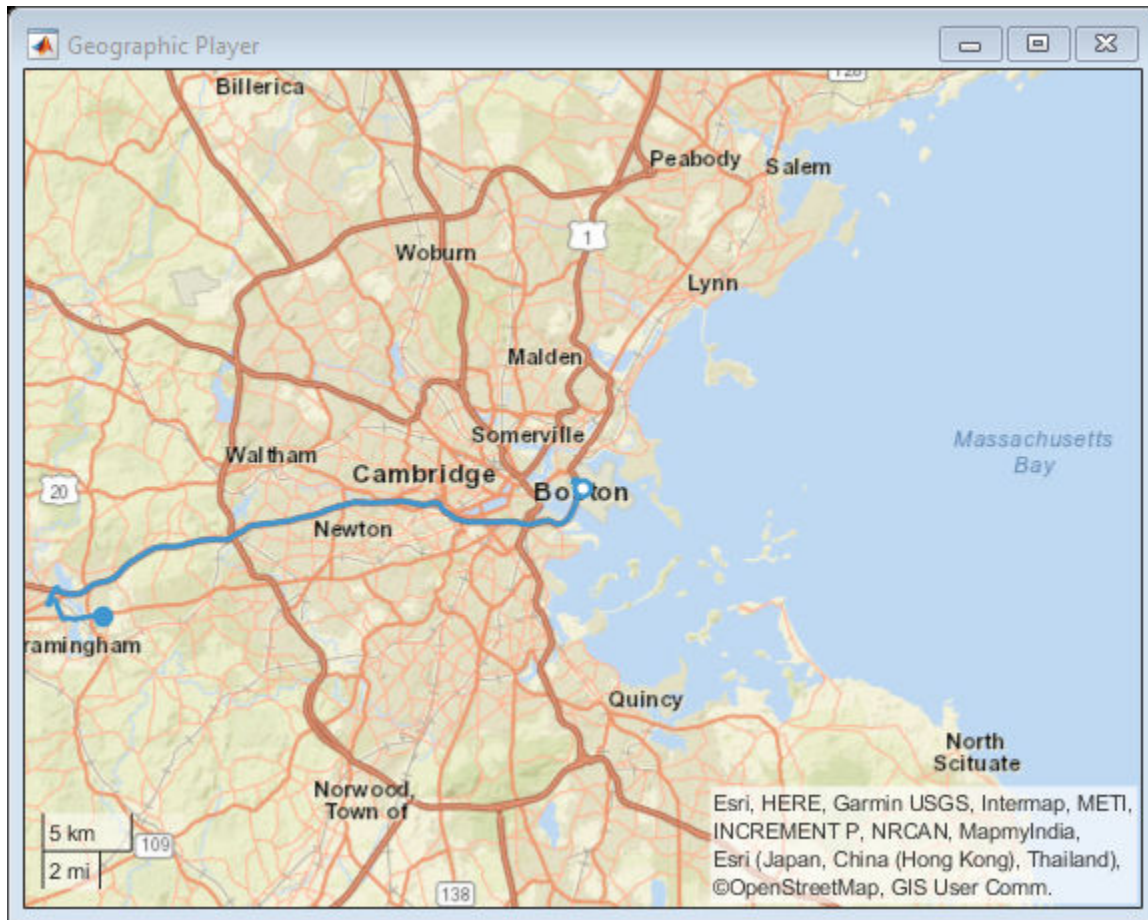 Geographic Player
128
Billerica
Peabody
Salem
1
Woburn
Lynn
Malden
Somerville
Massachusetts
Bay
Waltham
Cambridge
20
Boston
Newton
ramingham
Quincy
North
Scituate
Norwood,
Town of
5 km
2 mi
109
138
Esri, HERE, Garmin USGS, Intermap, METI,
INCREMENT P, NRCAN, MapmyIndia,
Esri (Japan, China (Hong Kong), Thailand),
©OpenStreetMap, GIS User Comm.